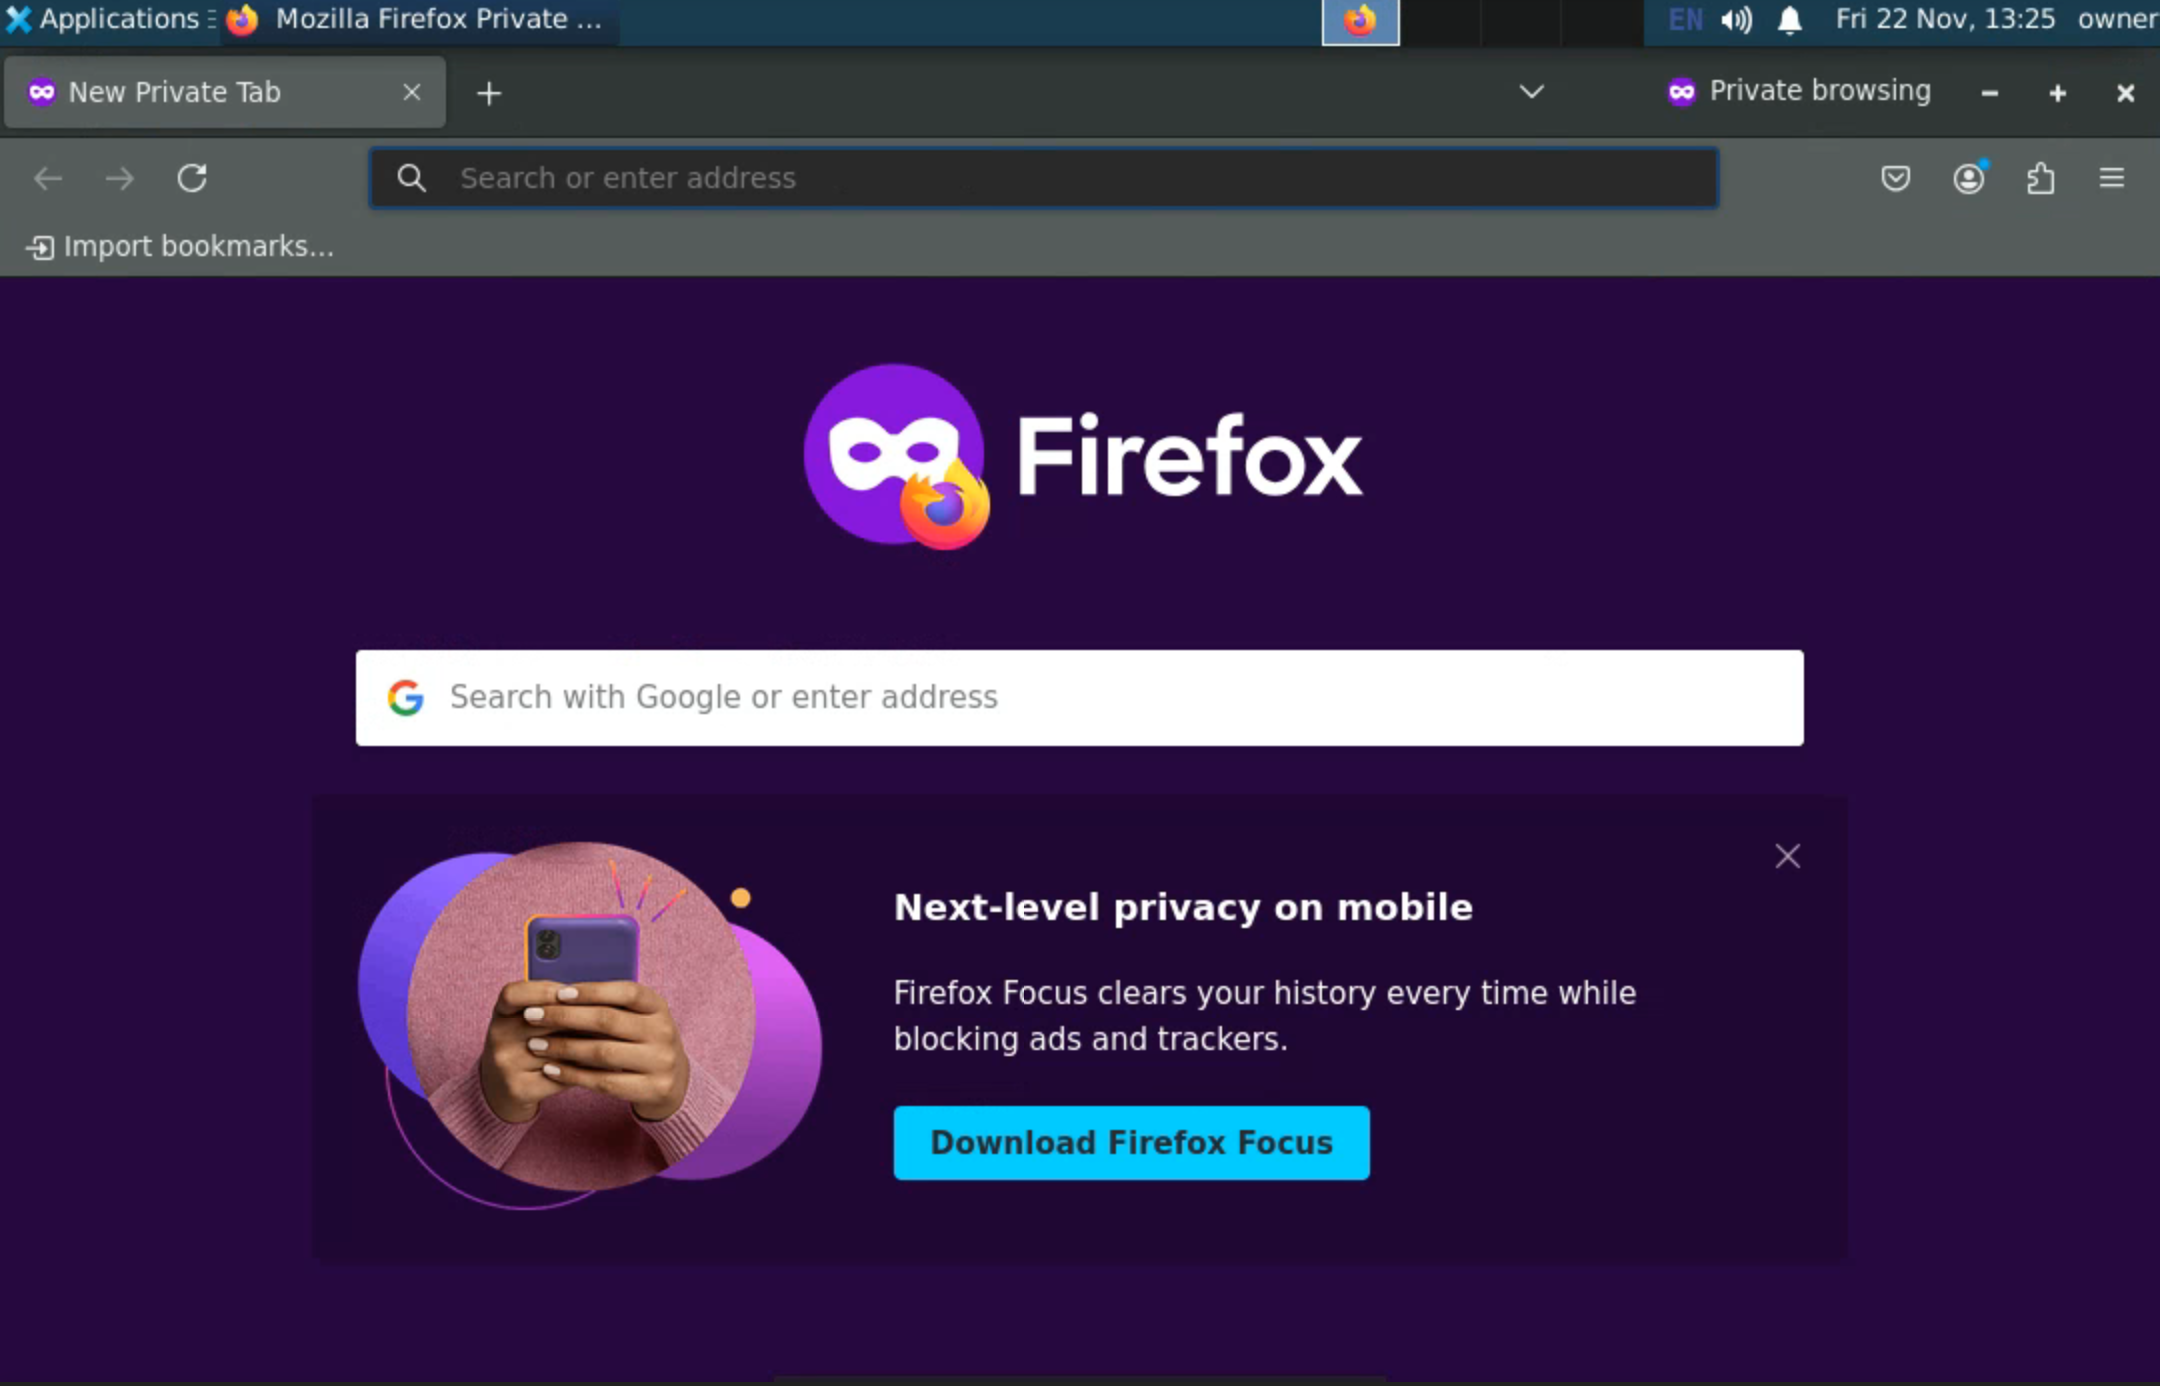 Applications Mozilla Firefox Private ... EN Fri 22 Nov, 13:25 owner
New Private Tab Private browsing
Search or enter address
Import bookmarks...
Firefox
Search with Google or enter address
Next-level privacy on mobile
Firefox Focus clears your history every time while
blocking ads and trackers.
Download Firefox Focus